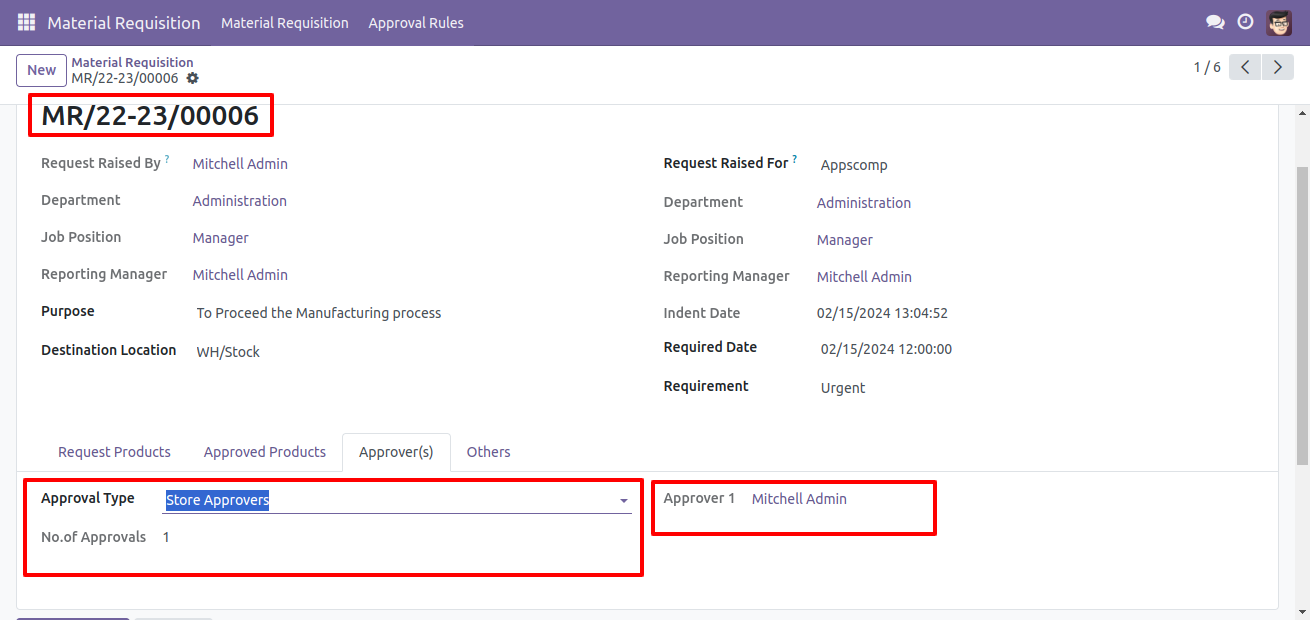 Material Requisition Material Requisition Approval Rules
New
Material Requisition
MR/22-23/00006
1 / 6
MR/22-23/00006
Request Raised By ? Mitchell Admin
Department Administration
Job Position Manager
Reporting Manager Mitchell Admin
Purpose To Proceed the Manufacturing process
Destination Location WH/Stock
Request Raised For ? Appscomp
Department Administration
Job Position Manager
Reporting Manager Mitchell Admin
Indent Date 02/15/2024 13:04:52
Required Date 02/15/2024 12:00:00
Requirement Urgent
Request Products Approved Products Approver(s) Others
Approval Type Store Approvers
No.of Approvals 1
Approver 1 Mitchell Admin